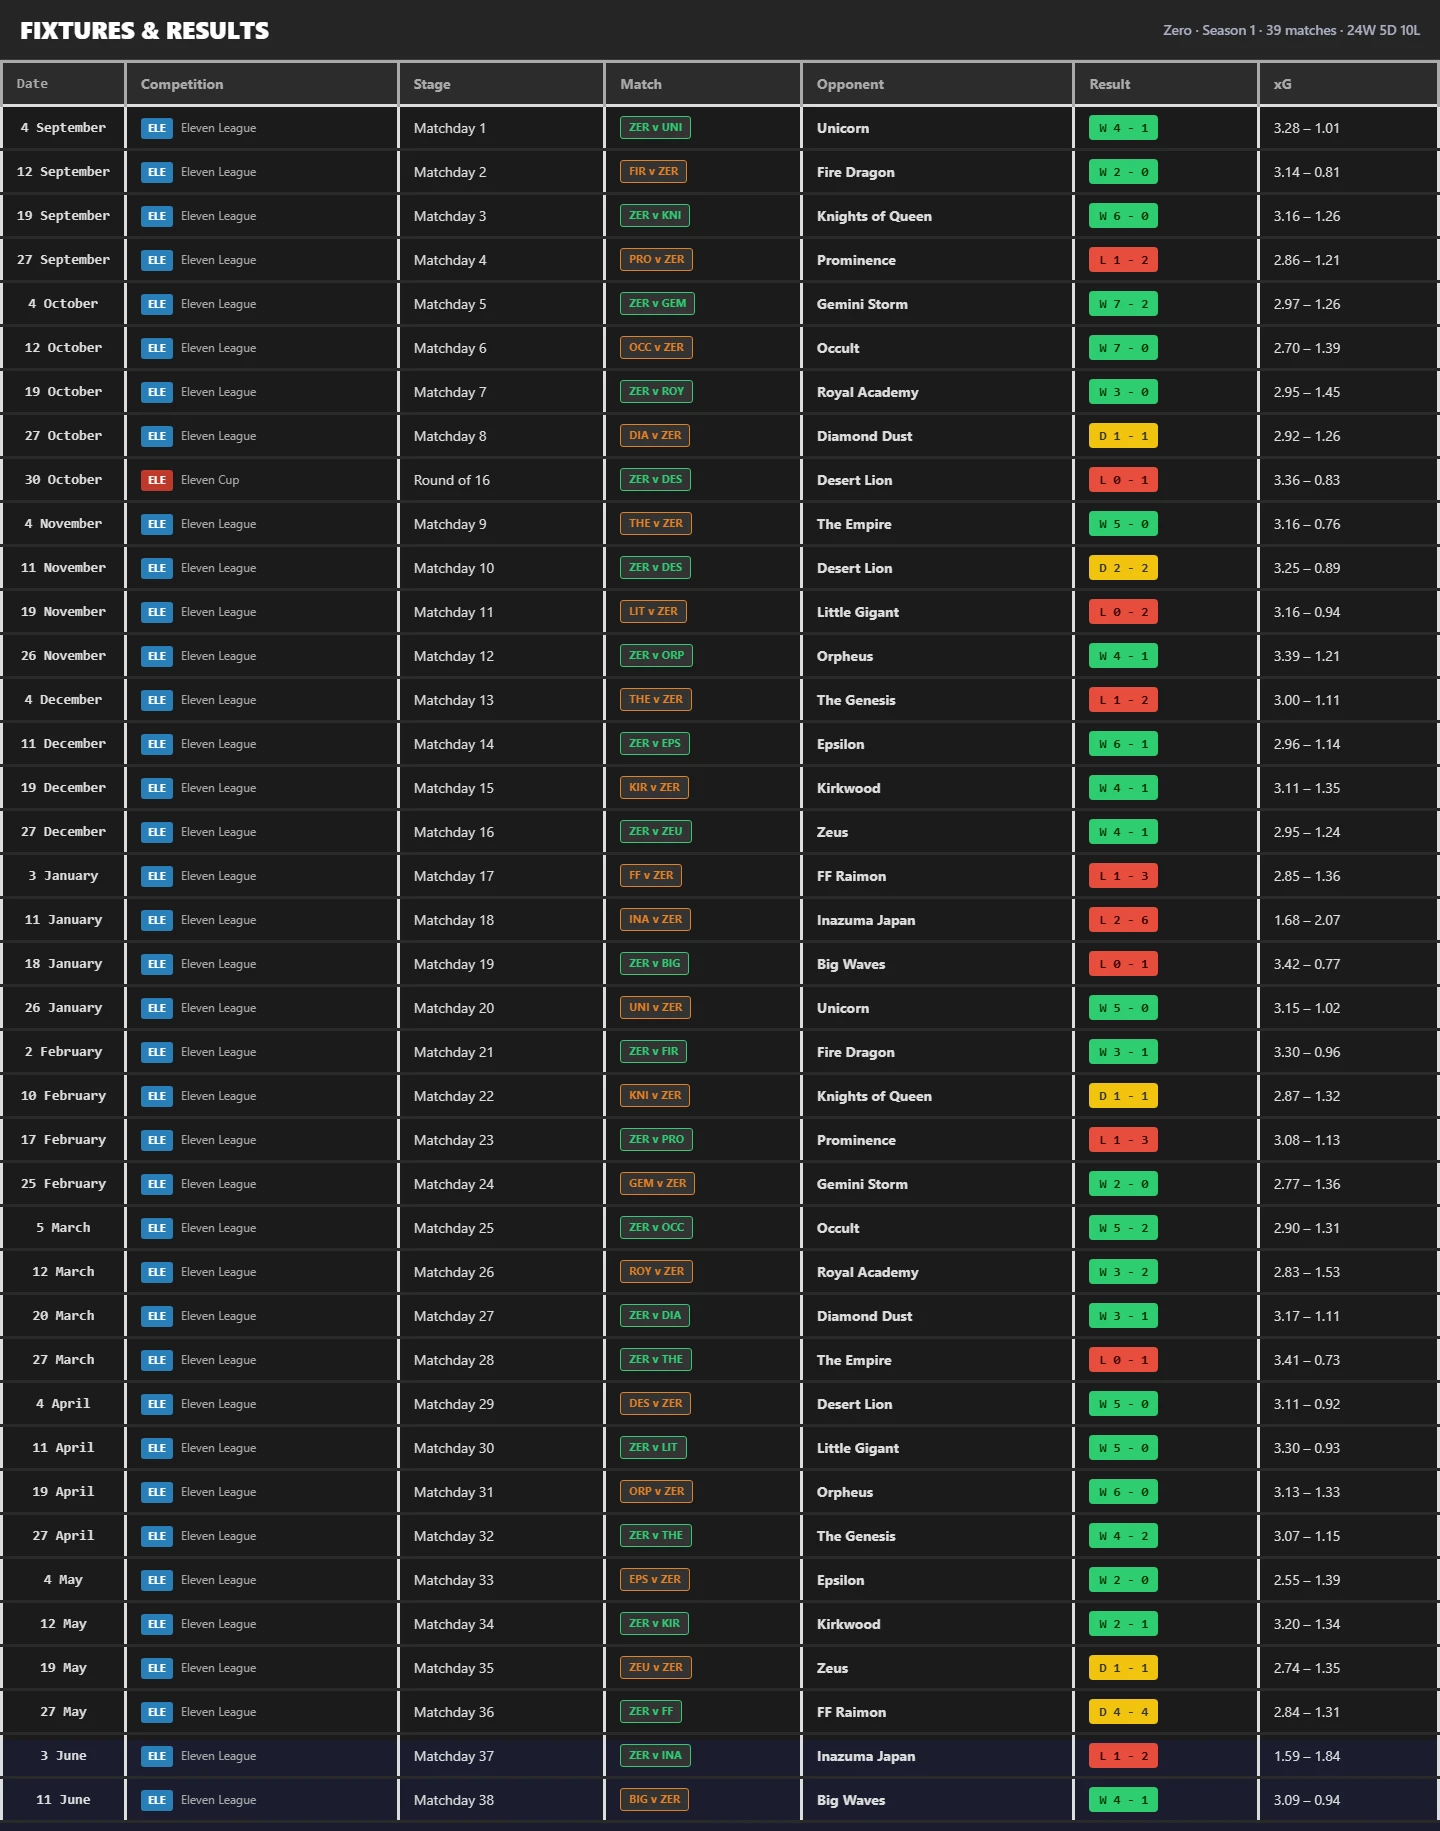 FIXTURES & RESULTS
Zero · Season 1 · 39 matches · 24W 5D 10L
Date Competition Stage Match Opponent Result xG
4 September ELE Eleven League Matchday 1 ZER v UNI Unicorn W 4 - 1 3.28 – 1.01
12 September ELE Eleven League Matchday 2 FIR v ZER Fire Dragon W 2 - 0 3.14 – 0.81
19 September ELE Eleven League Matchday 3 ZER v KNI Knights of Queen W 6 - 0 3.16 – 1.26
27 September ELE Eleven League Matchday 4 PRO v ZER Prominence L 1 - 2 2.86 – 1.21
4 October ELE Eleven League Matchday 5 ZER v GEM Gemini Storm W 7 - 2 2.97 – 1.26
12 October ELE Eleven League Matchday 6 OCC v ZER Occult W 7 - 0 2.70 – 1.39
19 October ELE Eleven League Matchday 7 ZER v ROY Royal Academy W 3 - 0 2.95 – 1.45
27 October ELE Eleven League Matchday 8 DIA v ZER Diamond Dust D 1 - 1 2.92 – 1.26
30 October ELE Eleven Cup Round of 16 ZER v DES Desert Lion L 0 - 1 3.36 – 0.83
4 November ELE Eleven League Matchday 9 THE v ZER The Empire W 5 - 0 3.16 – 0.76
11 November ELE Eleven League Matchday 10 ZER v DES Desert Lion D 2 - 2 3.25 – 0.89
19 November ELE Eleven League Matchday 11 LIT v ZER Little Gigant L 0 - 2 3.16 – 0.94
26 November ELE Eleven League Matchday 12 ZER v ORP Orpheus W 4 - 1 3.39 – 1.21
4 December ELE Eleven League Matchday 13 THE v ZER The Genesis L 1 - 2 3.00 – 1.11
11 December ELE Eleven League Matchday 14 ZER v EPS Epsilon W 6 - 1 2.96 – 1.14
19 December ELE Eleven League Matchday 15 KIR v ZER Kirkwood W 4 - 1 3.11 – 1.35
27 December ELE Eleven League Matchday 16 ZER v ZEU Zeus W 4 - 1 2.95 – 1.24
3 January ELE Eleven League Matchday 17 FF v ZER FF Raimon L 1 - 3 2.85 – 1.36
11 January ELE Eleven League Matchday 18 INA v ZER Inazuma Japan L 2 - 6 1.68 – 2.07
18 January ELE Eleven League Matchday 19 ZER v BIG Big Waves L 0 - 1 3.42 – 0.77
26 January ELE Eleven League Matchday 20 UNI v ZER Unicorn W 5 - 0 3.15 – 1.02
2 February ELE Eleven League Matchday 21 ZER v FIR Fire Dragon W 3 - 1 3.30 – 0.96
10 February ELE Eleven League Matchday 22 KNI v ZER Knights of Queen D 1 - 1 2.87 – 1.32
17 February ELE Eleven League Matchday 23 ZER v PRO Prominence L 1 - 3 3.08 – 1.13
25 February ELE Eleven League Matchday 24 GEM v ZER Gemini Storm W 2 - 0 2.77 – 1.36
5 March ELE Eleven League Matchday 25 ZER v OCC Occult W 5 - 2 2.90 – 1.31
12 March ELE Eleven League Matchday 26 ROY v ZER Royal Academy W 3 - 2 2.83 – 1.53
20 March ELE Eleven League Matchday 27 ZER v DIA Diamond Dust W 3 - 1 3.17 – 1.11
27 March ELE Eleven League Matchday 28 ZER v THE The Empire L 0 - 1 3.41 – 0.73
4 April ELE Eleven League Matchday 29 DES v ZER Desert Lion W 5 - 0 3.11 – 0.92
11 April ELE Eleven League Matchday 30 ZER v LIT Little Gigant W 5 - 0 3.30 – 0.93
19 April ELE Eleven League Matchday 31 ORP v ZER Orpheus W 6 - 0 3.13 – 1.33
27 April ELE Eleven League Matchday 32 ZER v THE The Genesis W 4 - 2 3.07 – 1.15
4 May ELE Eleven League Matchday 33 EPS v ZER Epsilon W 2 - 0 2.55 – 1.39
12 May ELE Eleven League Matchday 34 ZER v KIR Kirkwood W 2 - 1 3.20 – 1.34
19 May ELE Eleven League Matchday 35 ZEU v ZER Zeus D 1 - 1 2.74 – 1.35
27 May ELE Eleven League Matchday 36 ZER v FF FF Raimon D 4 - 4 2.84 – 1.31
3 June ELE Eleven League Matchday 37 ZER v INA Inazuma Japan L 1 - 2 1.59 – 1.84
11 June ELE Eleven League Matchday 38 BIG v ZER Big Waves W 4 - 1 3.09 – 0.94